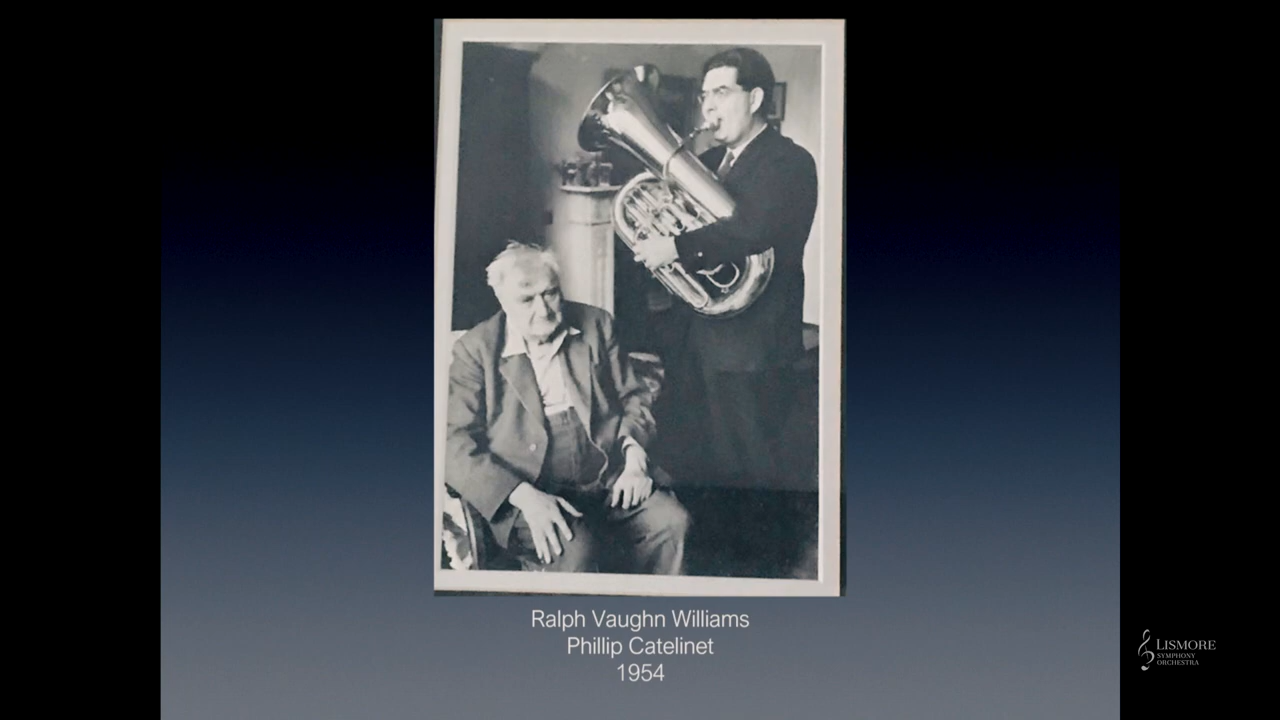 Ralph Vaughn Williams
Phillip Catelinet
1954
LISMORE
SYMPHONY
ORCHESTRA